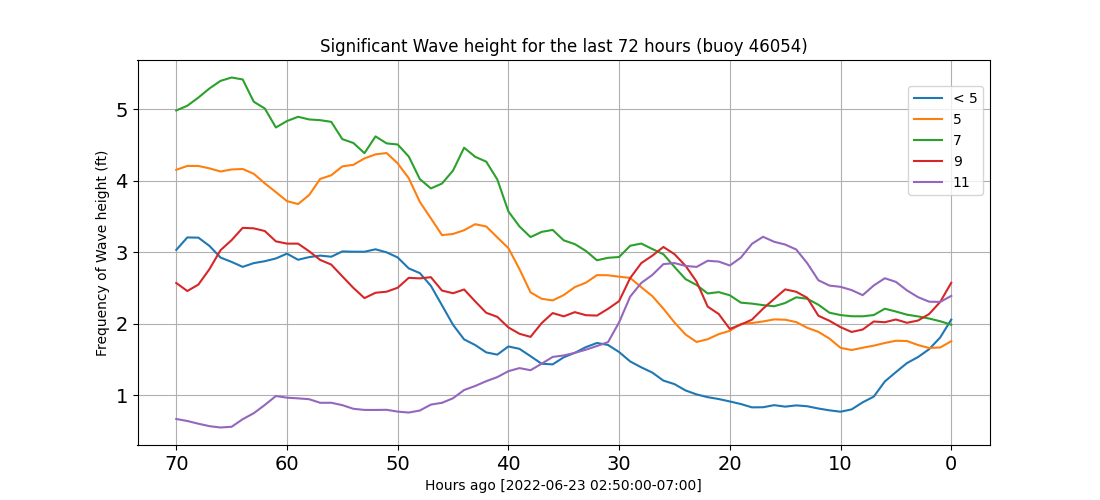 Significant Wave height for the last 72 hours (buoy 46054)
Frequency of Wave height (ft)
5
4
3
2
1
< 5
5
7
9
11
70 60 50 40 30 20 10 0
Hours ago [2022-06-23 02:50:00-07:00]